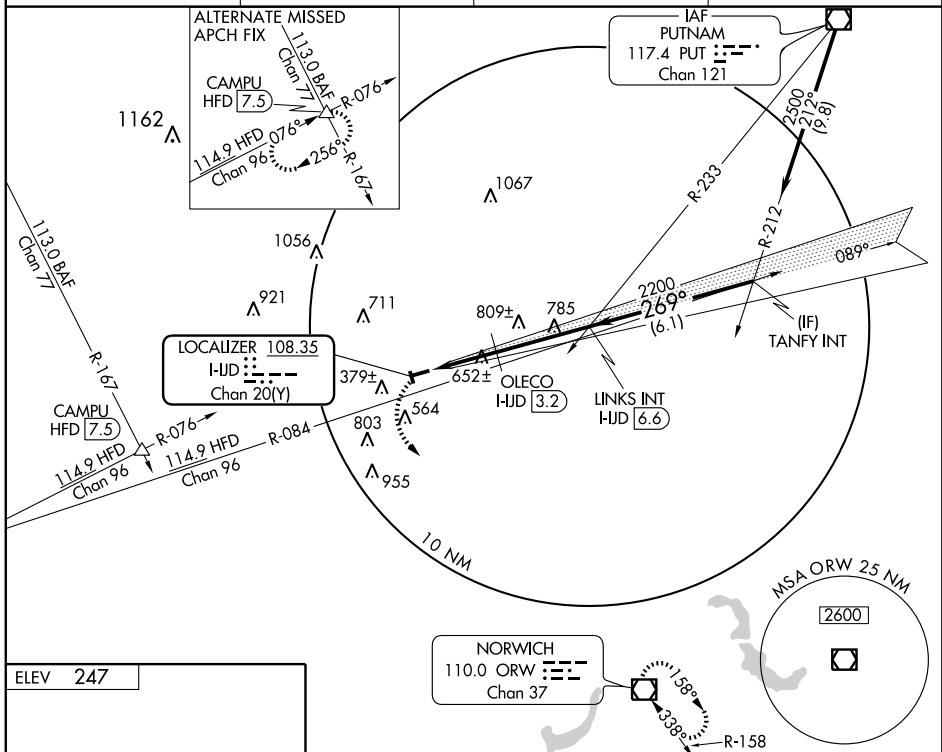 ALTERNATE MISSED
APCH FIX
113.0 BAF
Chan 77
CAMPU
HFD 7.5
R-076
076°
114.9 HFD
Chan 96
256°
R-167
1162
IAF
PUTNAM
117.4 PUT
Chan 121
2500
212°
(9.8)
R-233
R-212
1067
1056
921
711
809±
785
2200
269°
(6.1)
089°
(IF)
TANFY INT
113.0 BAF
Chan 77
R-167
LOCALIZER 108.35
I-IJD
Chan 20(Y)
379±
652±
OLECO
I-IJD 3.2
LINKS INT
I-IJD 6.6
564
803
955
CAMPU
HFD 7.5
R-076
114.9 HFD
Chan 96
R-084
114.9 HFD
Chan 96
10 NM
MSA ORW 25 NM
2600
NORWICH
110.0 ORW
Chan 37
158°
338°
R-158
ELEV 247